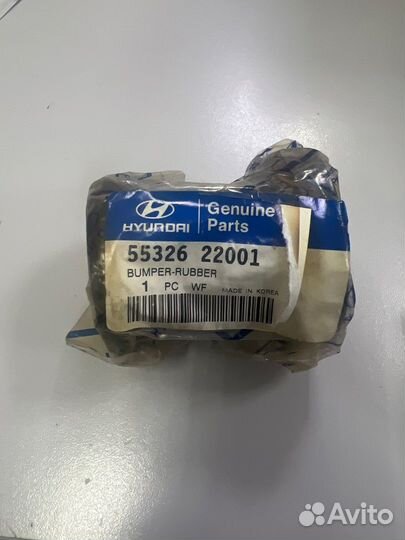 HYUNDAI
Genuine
Parts
55326 22001
BUMPER-RUBBER
1 PC WF MADE IN KOREA
Avito